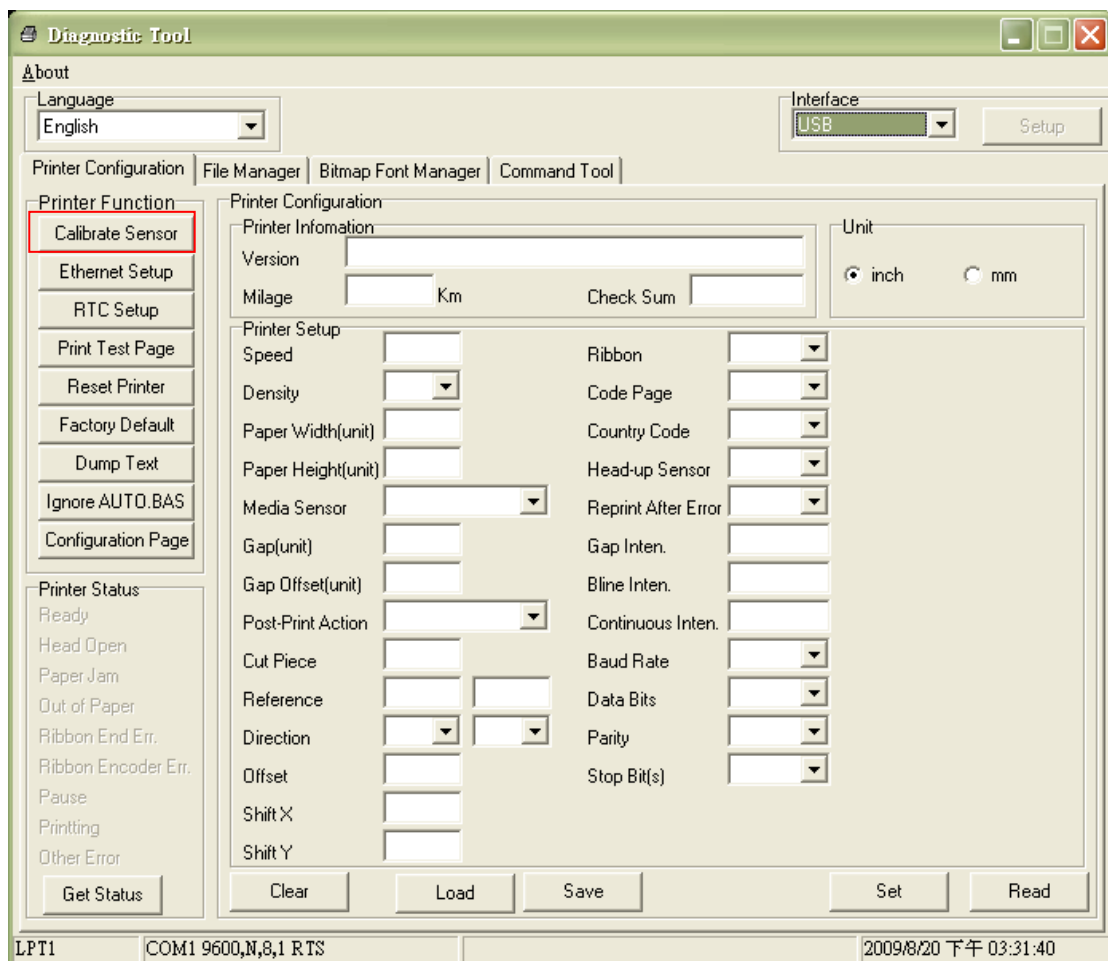 Diagnostic Tool
About
Language
English
Interface
USB
Setup
Printer Configuration File Manager Bitmap Font Manager Command Tool
Printer Function
Calibrate Sensor
Ethernet Setup
RTC Setup
Print Test Page
Reset Printer
Factory Default
Dump Text
Ignore AUTO.BAS
Configuration Page
Printer Status
Ready
Head Open
Paper Jam
Out of Paper
Ribbon End Err.
Ribbon Encoder Err.
Pause
Printting
Other Error
Get Status
Printer Configuration
Printer Infomation
Version
Milage Km Check Sum
Unit
inch mm
Printer Setup
Speed
Density
Paper Width(unit)
Paper Height(unit)
Media Sensor
Gap(unit)
Gap Offset(unit)
Post-Print Action
Cut Piece
Reference
Direction
Offset
Shift X
Shift Y
Ribbon
Code Page
Country Code
Head-up Sensor
Reprint After Error
Gap Inten.
Bline Inten.
Continuous Inten.
Baud Rate
Data Bits
Parity
Stop Bit(s)
Clear Load Save Set Read
LPT1 COM1 9600,N,8,1 RTS 2009/8/20 下午 03:31:40